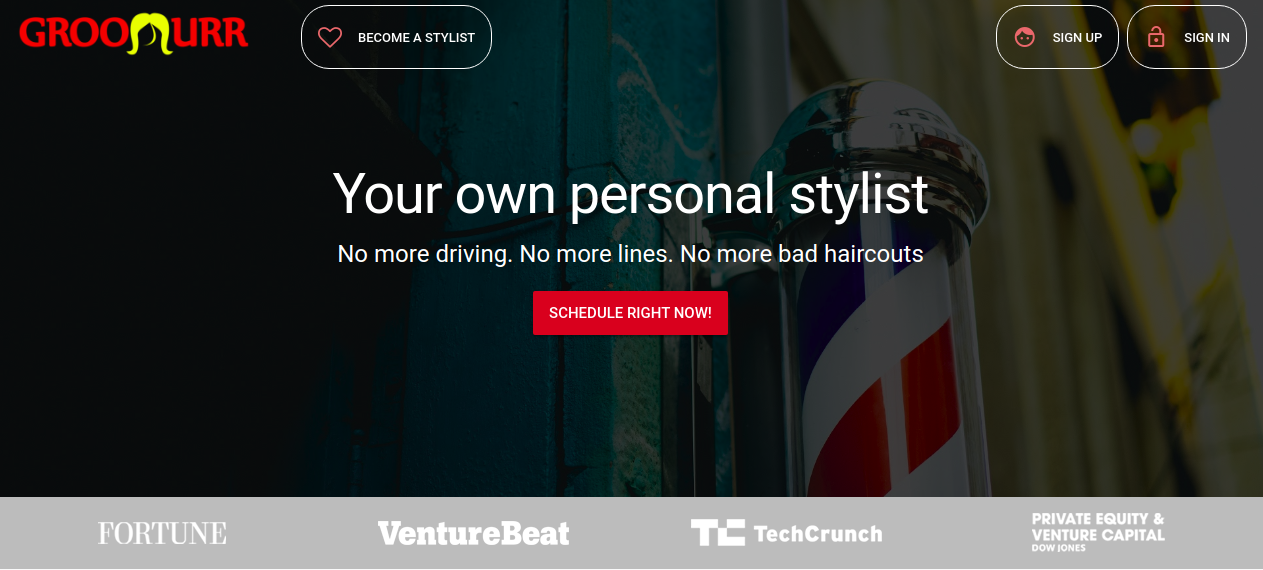 GROOMURR
BECOME A STYLIST
SIGN UP
SIGN IN
Your own personal stylist
No more driving. No more lines. No more bad haircouts
SCHEDULE RIGHT NOW!
FORTUNE
VentureBeat
TC TechCrunch
PRIVATE EQUITY &
VENTURE CAPITAL
DOW JONES